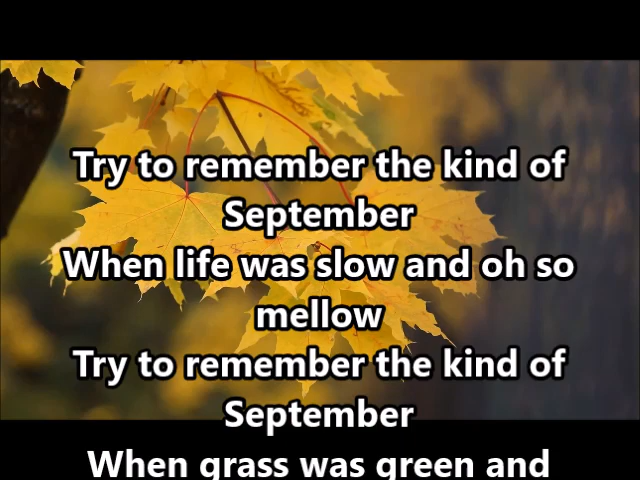 Try to remember the kind of
September
When life was slow and oh so
mellow
Try to remember the kind of
September
When grass was green and